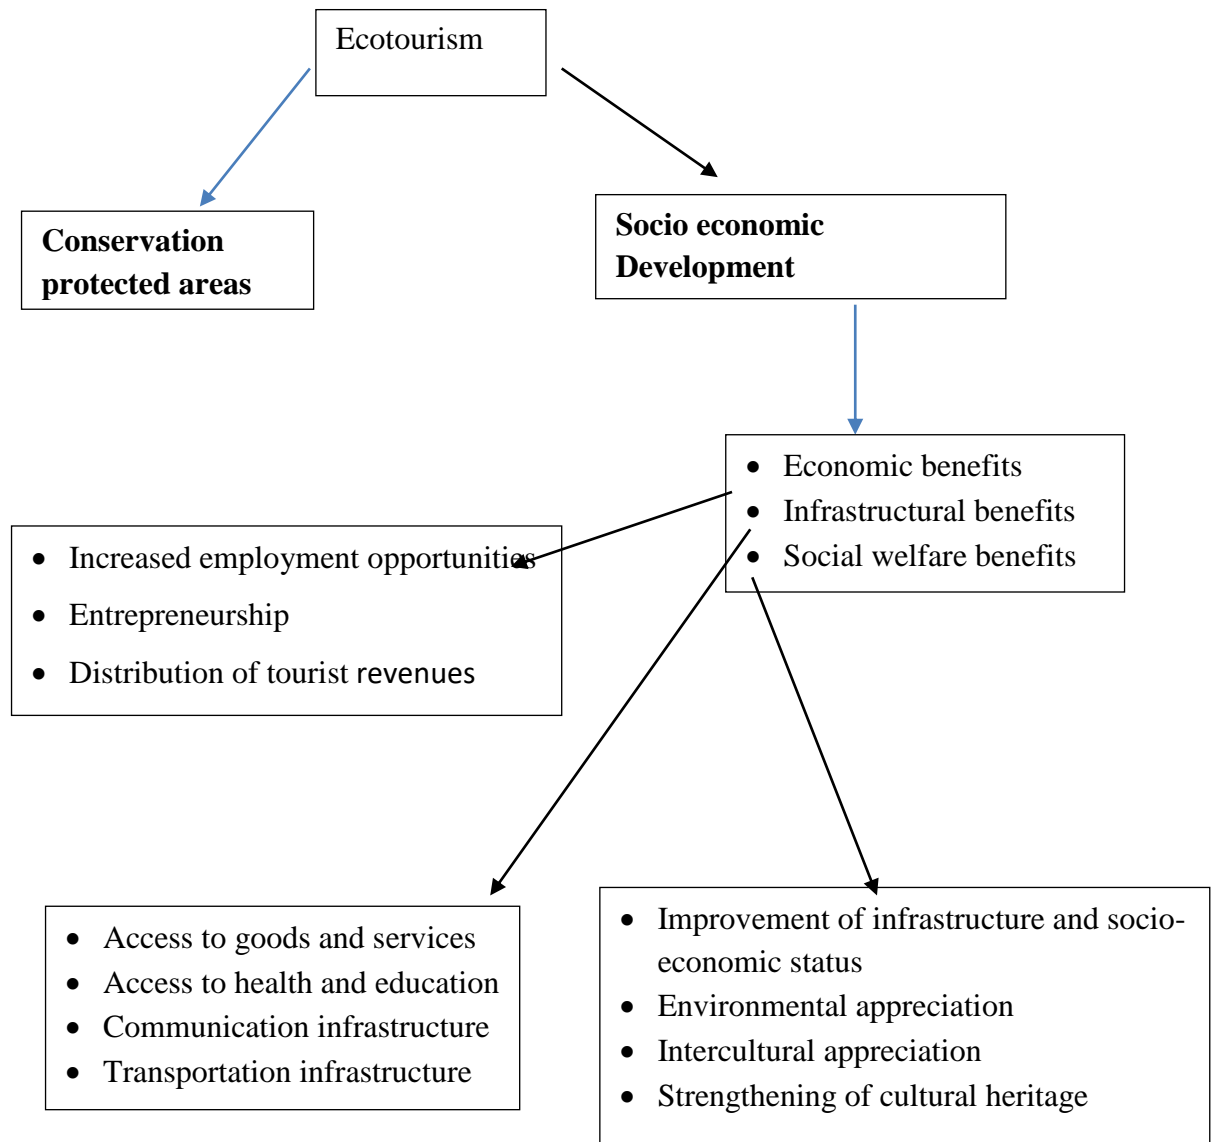 Ecotourism
Conservation
protected areas
Socio economic
Development
• Economic benefits
• Infrastructural benefits
• Social welfare benefits
• Increased employment opportunities
• Entrepreneurship
• Distribution of tourist revenues
• Access to goods and services
• Access to health and education
• Communication infrastructure
• Transportation infrastructure
• Improvement of infrastructure and socio-
economic status
• Environmental appreciation
• Intercultural appreciation
• Strengthening of cultural heritage